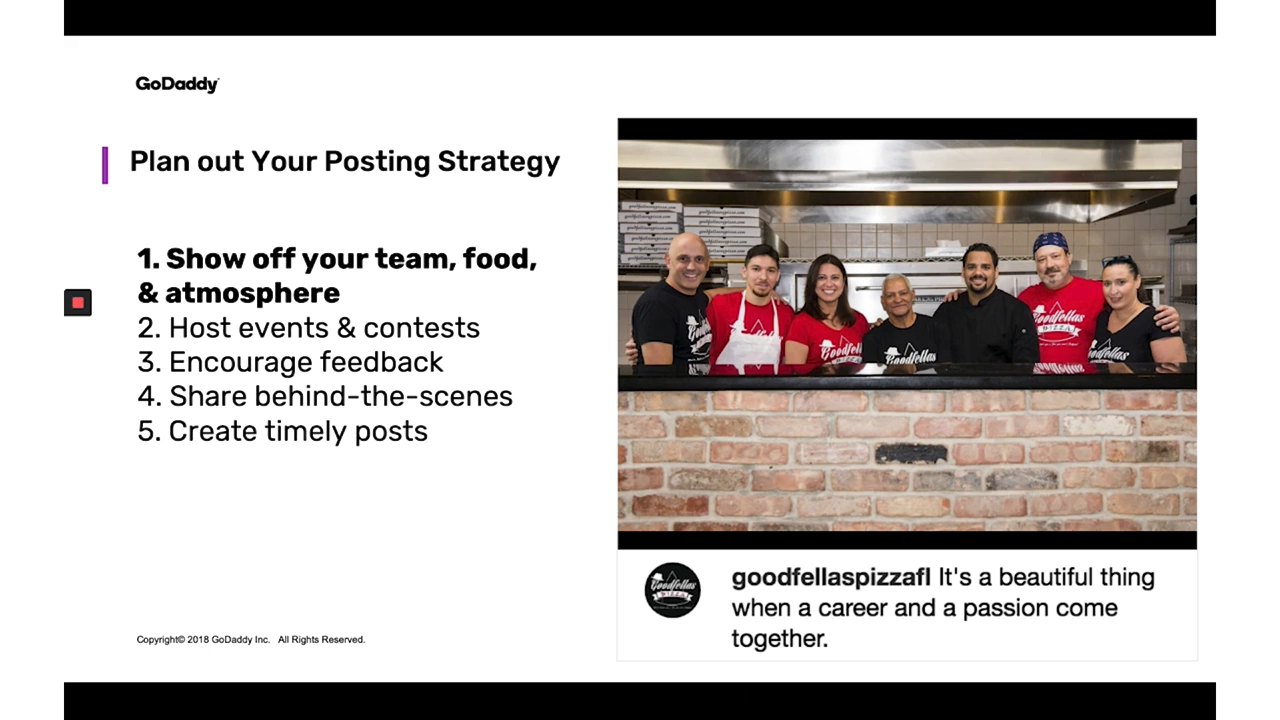 GoDaddy
Plan out Your Posting Strategy
1. Show off your team, food,
& atmosphere
2. Host events & contests
3. Encourage feedback
4. Share behind-the-scenes
5. Create timely posts
Goodfellas
PIZZA
goodfellaspizzafl It's a beautiful thing
when a career and a passion come
together.
Copyright© 2018 GoDaddy Inc. All Rights Reserved.